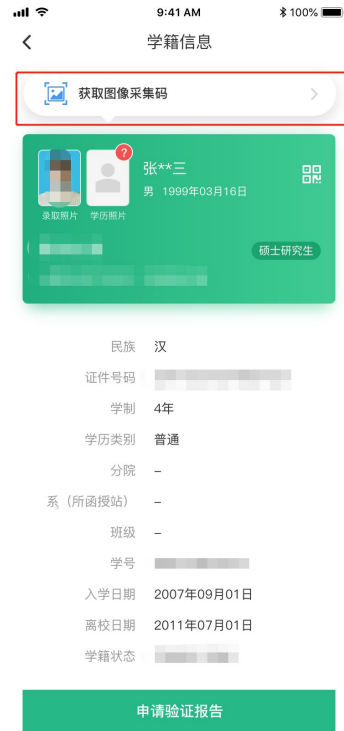 9:41 AM
100%
学籍信息
获取图像采集码
?
张**三
男 1999年03月16日
录取照片 学历照片
硕士研究生
民族 汉
证件号码
学制 4年
学历类别 普通
分院 –
系（所函授站） –
班级 –
学号
入学日期 2007年09月01日
离校日期 2011年07月01日
学籍状态
申请验证报告